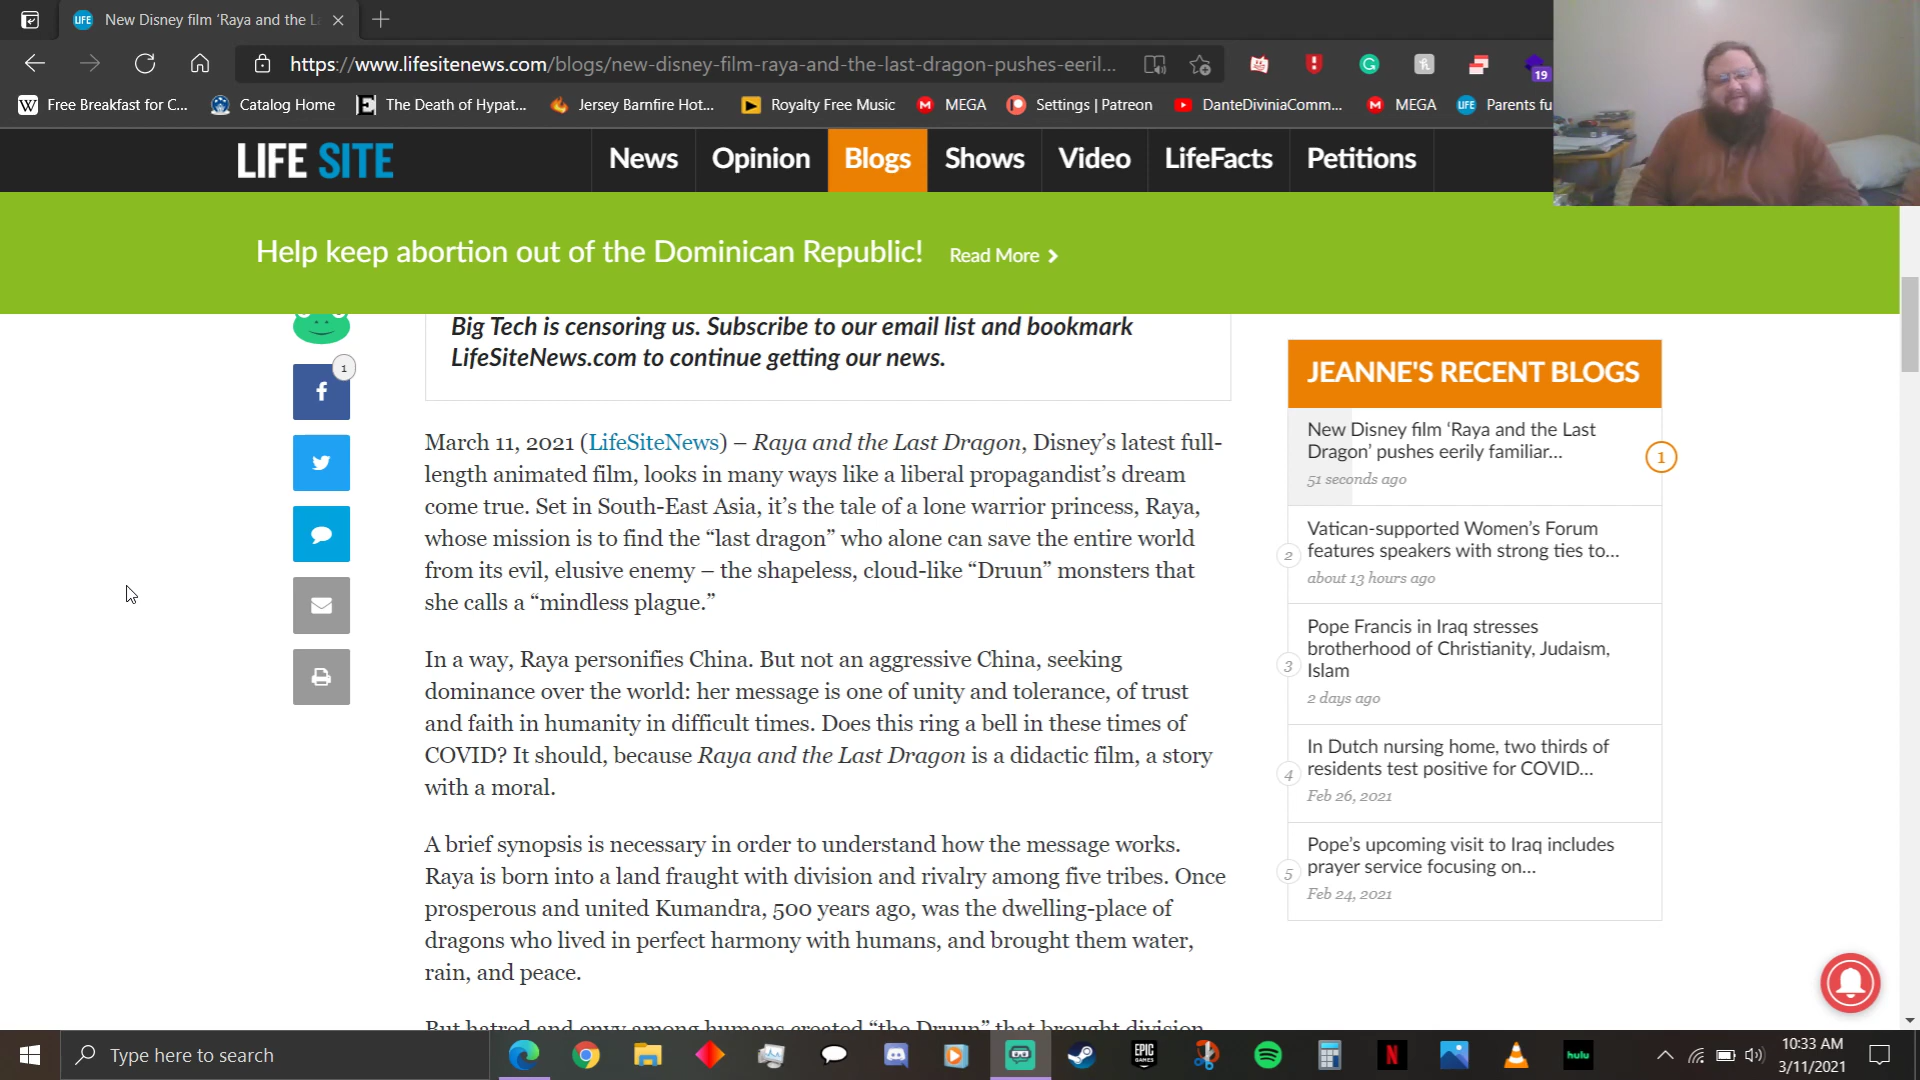 New Disney film ‘Raya and the L
https://www.lifesitenews.com/blogs/new-disney-film-raya-and-the-last-dragon-pushes-eeril...
19
Free Breakfast for C...
Catalog Home
The Death of Hypat...
Jersey Barnfire Hot...
Royalty Free Music
MEGA
Settings | Patreon
DanteDiviniaComm...
MEGA
Parents fu
LIFE SITE
News
Opinion
Blogs
Shows
Video
LifeFacts
Petitions
Help keep abortion out of the Dominican Republic! Read More
Big Tech is censoring us. Subscribe to our email list and bookmark
LifeSiteNews.com to continue getting our news.
1
March 11, 2021 (LifeSiteNews) – Raya and the Last Dragon, Disney’s latest full-
length animated film, looks in many ways like a liberal propagandist’s dream
come true. Set in South-East Asia, it’s the tale of a lone warrior princess, Raya,
whose mission is to find the “last dragon” who alone can save the entire world
from its evil, elusive enemy – the shapeless, cloud-like “Druun” monsters that
she calls a “mindless plague.”
In a way, Raya personifies China. But not an aggressive China, seeking
dominance over the world: her message is one of unity and tolerance, of trust
and faith in humanity in difficult times. Does this ring a bell in these times of
COVID? It should, because Raya and the Last Dragon is a didactic film, a story
with a moral.
A brief synopsis is necessary in order to understand how the message works.
Raya is born into a land fraught with division and rivalry among five tribes. Once
prosperous and united Kumandra, 500 years ago, was the dwelling-place of
dragons who lived in perfect harmony with humans, and brought them water,
rain, and peace.
But hatred and envy among humans created “the Druun” that brought division
JEANNE'S RECENT BLOGS
New Disney film ‘Raya and the Last
Dragon’ pushes eerily familiar...
51 seconds ago
1
Vatican-supported Women’s Forum
features speakers with strong ties to...
about 13 hours ago
2
Pope Francis in Iraq stresses
brotherhood of Christianity, Judaism,
Islam
2 days ago
3
In Dutch nursing home, two thirds of
residents test positive for COVID...
Feb 26, 2021
4
Pope’s upcoming visit to Iraq includes
prayer service focusing on...
Feb 24, 2021
5
Type here to search
EPIC
GAMES
hulu
10:33 AM
3/11/2021